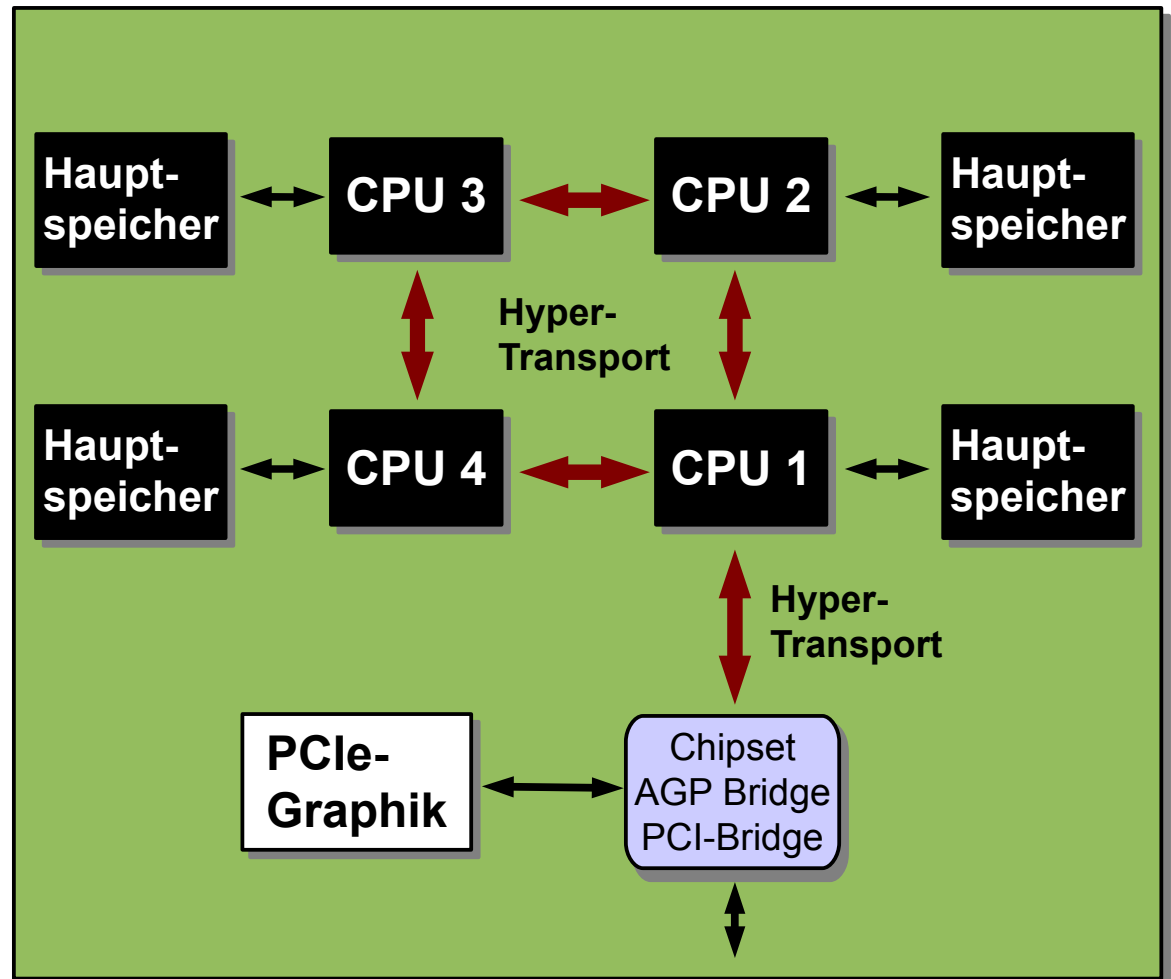 Haupt-
speicher
CPU 3
CPU 2
Haupt-
speicher
Hyper-
Transport
Haupt-
speicher
CPU 4
CPU 1
Haupt-
speicher
Hyper-
Transport
PCIe-
Graphik
Chipset
AGP Bridge
PCI-Bridge